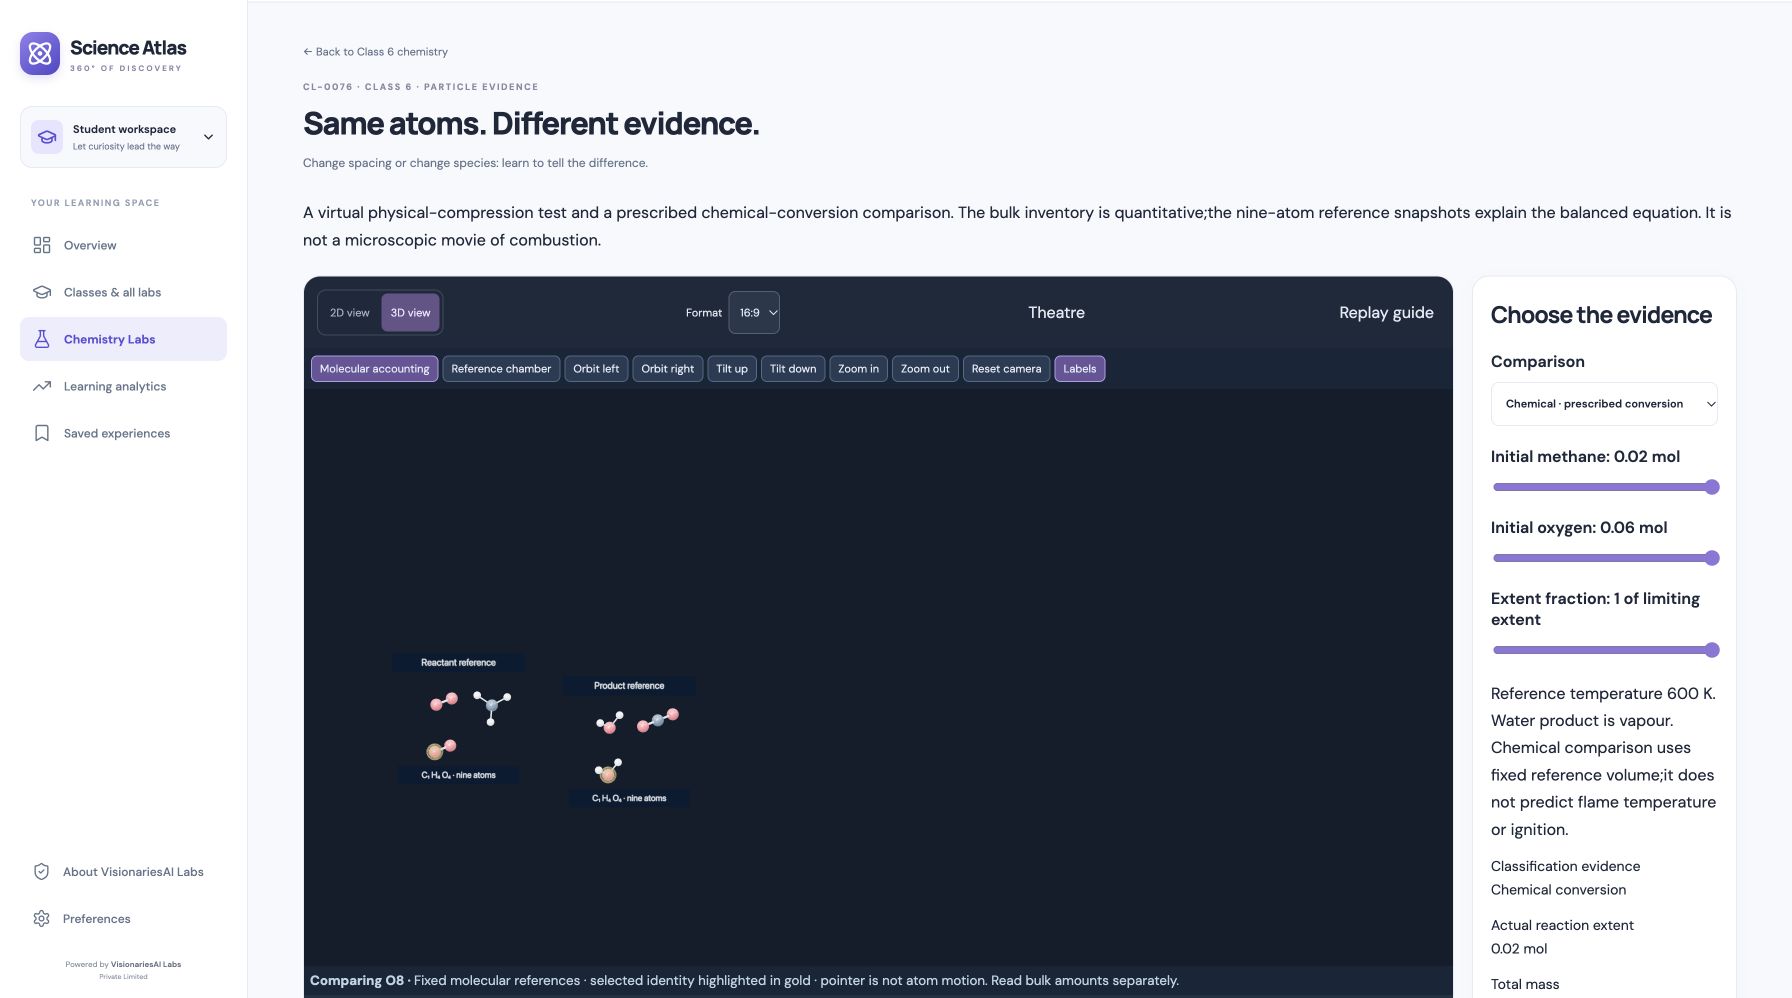 Science Atlas
360° OF DISCOVERY
Student workspace
Let curiosity lead the way
YOUR LEARNING SPACE
Overview
Classes & all labs
Chemistry Labs
Learning analytics
Saved experiences
About VisionariesAI Labs
Preferences
Powered by VisionariesAI Labs
Private Limited
← Back to Class 6 chemistry
CL-0076 · CLASS 6 · PARTICLE EVIDENCE
Same atoms. Different evidence.
Change spacing or change species: learn to tell the difference.
A virtual physical-compression test and a prescribed chemical-conversion comparison. The bulk inventory is quantitative;the nine-atom reference snapshots explain the balanced equation. It is
not a microscopic movie of combustion.
2D view 3D view Format 16:9 Theatre Replay guide
Molecular accounting Reference chamber Orbit left Orbit right Tilt up Tilt down Zoom in Zoom out Reset camera Labels
Reactant reference
C₁ H₄ O₄ · nine atoms
Product reference
C₁ H₄ O₄ · nine atoms
Comparing O8 · Fixed molecular references · selected identity highlighted in gold · pointer is not atom motion. Read bulk amounts separately.
Choose the evidence
Comparison
Chemical · prescribed conversion
Initial methane: 0.02 mol
Initial oxygen: 0.06 mol
Extent fraction: 1 of limiting
extent
Reference temperature 600 K.
Water product is vapour.
Chemical comparison uses
fixed reference volume;it does
not predict flame temperature
or ignition.
Classification evidence
Chemical conversion
Actual reaction extent
0.02 mol
Total mass